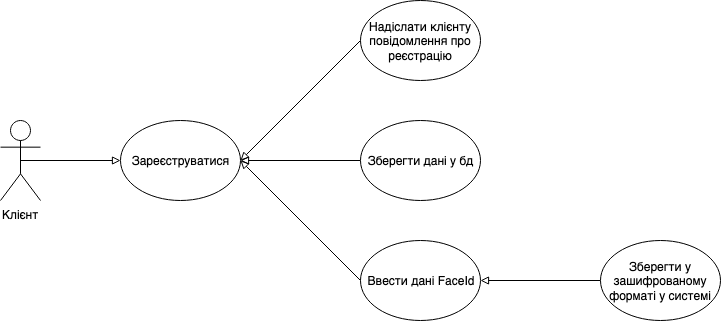 Надіслати клієнту
повідомлення про
реєстрацію
Зареєструватися
Зберегти дані у бд
Клієнт
Ввести дані FaceId
Зберегти у
зашифрованому
форматі у системі